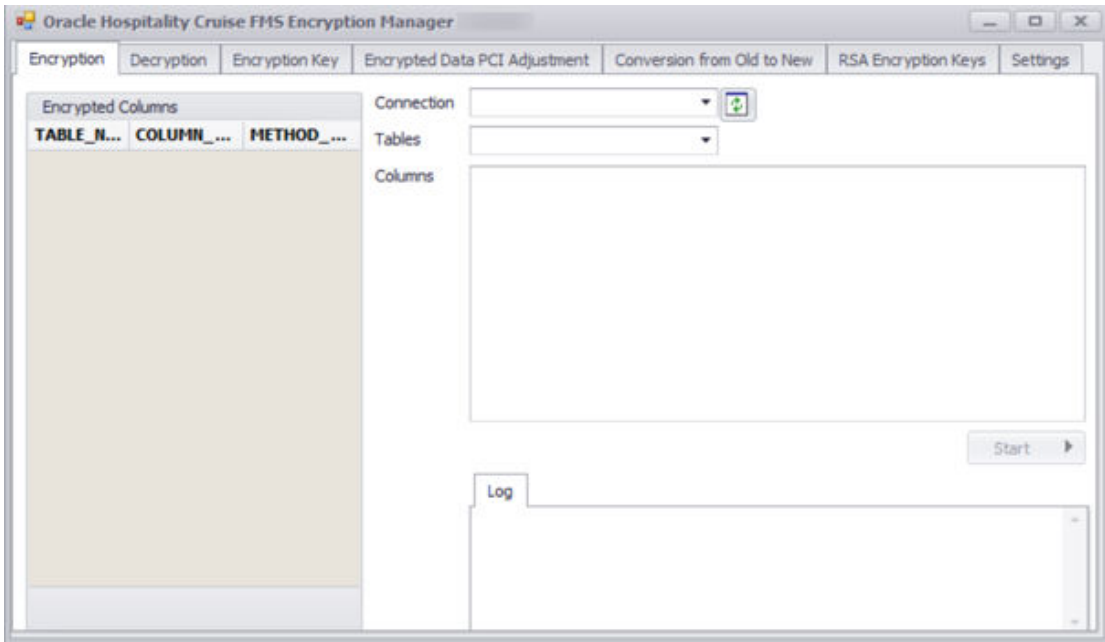 Oracle Hospitality Cruise FMS Encryption Manager
Encryption Decryption Encryption Key Encrypted Data PCI Adjustment Conversion from Old to New RSA Encryption Keys Settings
Encrypted Columns
TABLE_N... COLUMN_... METHOD_...
Connection
Tables
Columns
Start
Log